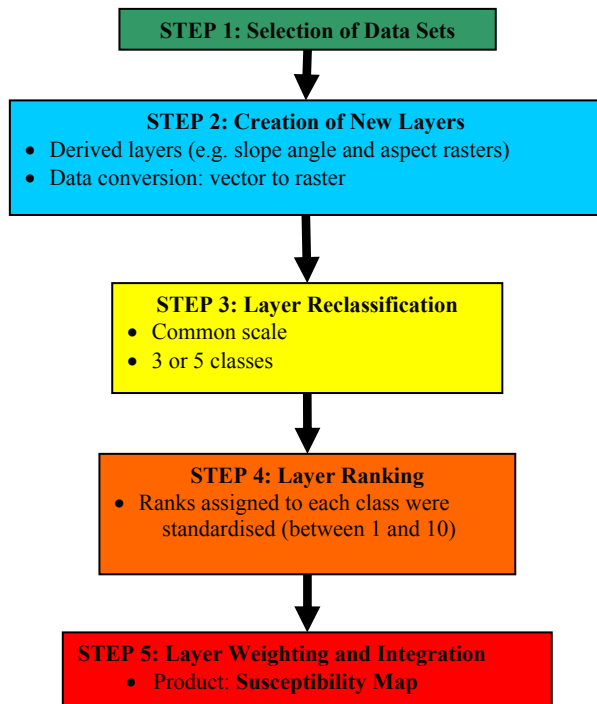 STEP 1: Selection of Data Sets
STEP 2: Creation of New Layers
• Derived layers (e.g. slope angle and aspect rasters)
• Data conversion: vector to raster
STEP 3: Layer Reclassification
• Common scale
• 3 or 5 classes
STEP 4: Layer Ranking
• Ranks assigned to each class were
standardised (between 1 and 10)
STEP 5: Layer Weighting and Integration
• Product: Susceptibility Map